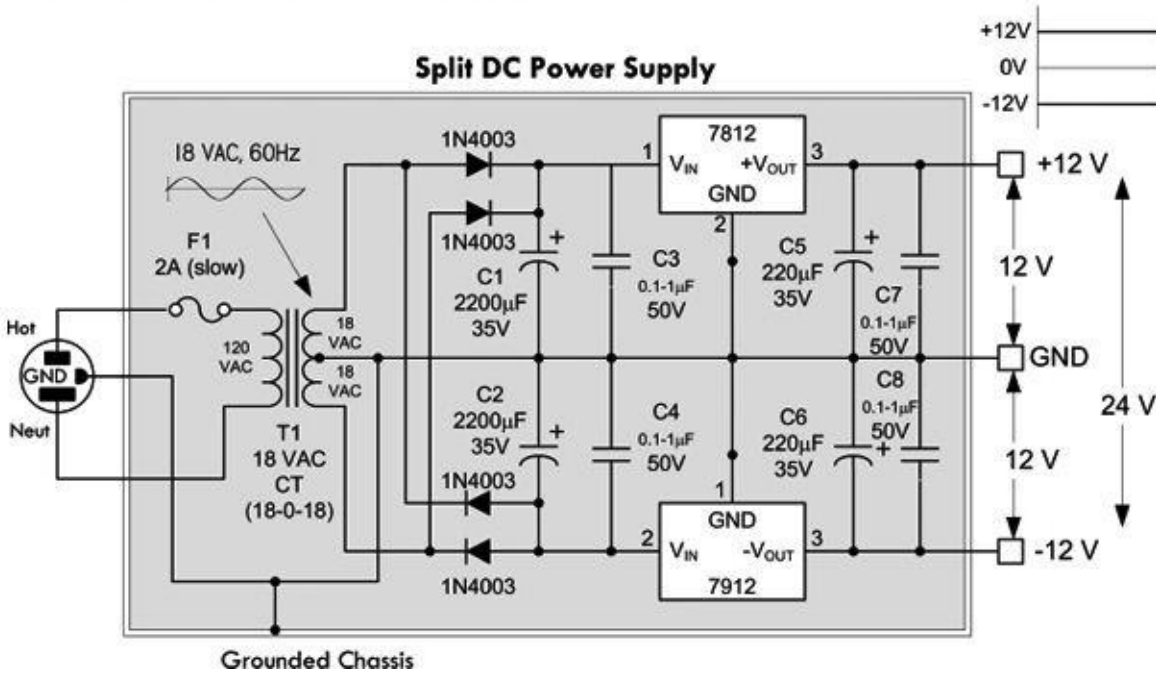 +12V
0V
-12V
Split DC Power Supply
18 VAC, 60Hz
F1
2A (slow)
Hot
GND
Neut
120
VAC
18
VAC
18
VAC
T1
18 VAC
CT
(18-0-18)
1N4003
1N4003
C1
2200µF
35V
+
C3
0.1-1µF
50V
7812
1
VIN
+VOUT
3
GND
2
C5
220µF
35V
+
C7
0.1-1µF
50V
+12 V
12 V
GND
24 V
12 V
-12 V
C2
2200µF
35V
+
C4
0.1-1µF
50V
C6
220µF
35V
+
C8
0.1-1µF
50V
1N4003
1N4003
1
GND
2
VIN
-VOUT
3
7912
Grounded Chassis